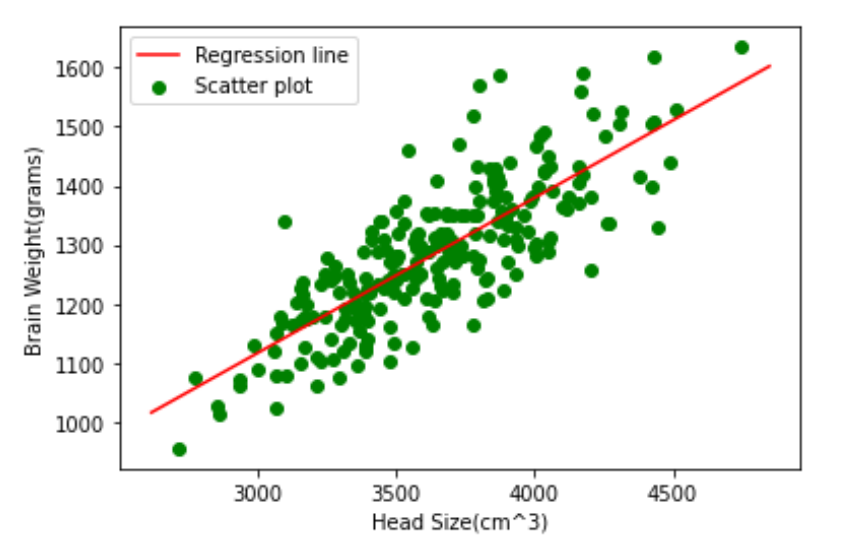 Regression line
Scatter plot
1600
1500
1400
1300
1200
1100
1000
Brain Weight(grams)
3000 3500 4000 4500
Head Size(cm^3)